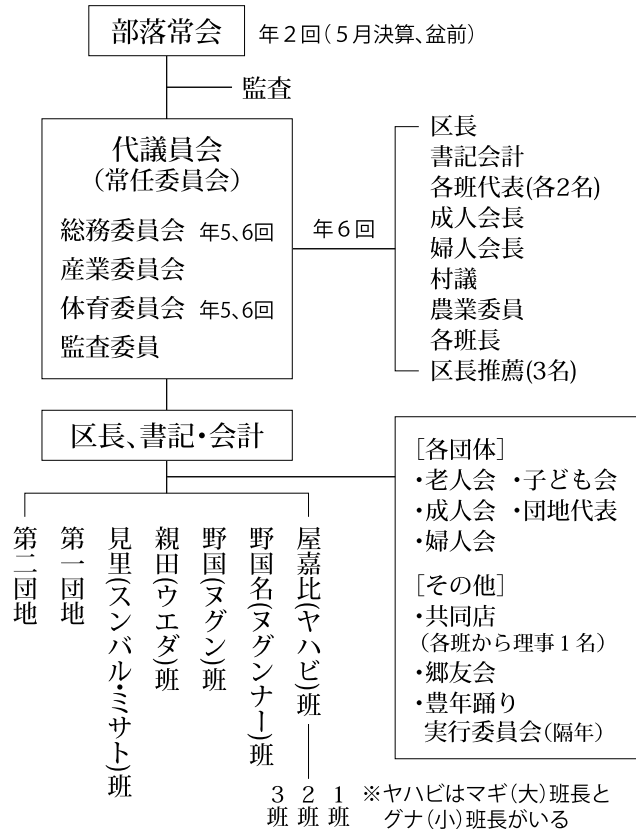 部落常会
年２回(５月決算、盆前)
監査
代議員会
(常任委員会)
総務委員会 年5、6回
産業委員会
体育委員会 年5、6回
監査委員
年６回
区長
書記会計
各班代表(各2名)
成人会長
婦人会長
村議
農業委員
各班長
区長推薦(3名)
区長、書記・会計
[各団体]
・老人会 ・子ども会
・成人会 ・団地代表
・婦人会
[その他]
・共同店
(各班から理事１名)
・郷友会
・豊年踊り
実行委員会(隔年)
屋嘉比(ヤハビ)班
野国名(ヌグンナー)班
野国(ヌグン)班
親田(ウエダ)班
見里(スンバル・ミサト)班
第一団地
第二団地
１班
２班
３班
※ヤハビはマギ(大)班長と
グナ(小)班長がいる